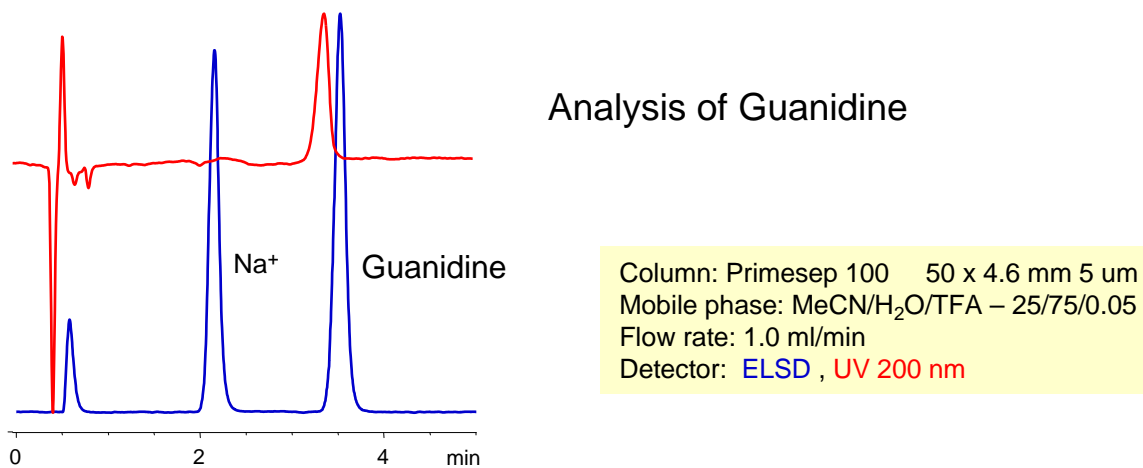 Analysis of Guanidine
Na⁺
Guanidine
Column: Primesep 100 50 x 4.6 mm 5 um
Mobile phase: MeCN/H₂O/TFA – 25/75/0.05
Flow rate: 1.0 ml/min
Detector: ELSD , UV 200 nm
0 2 4 min